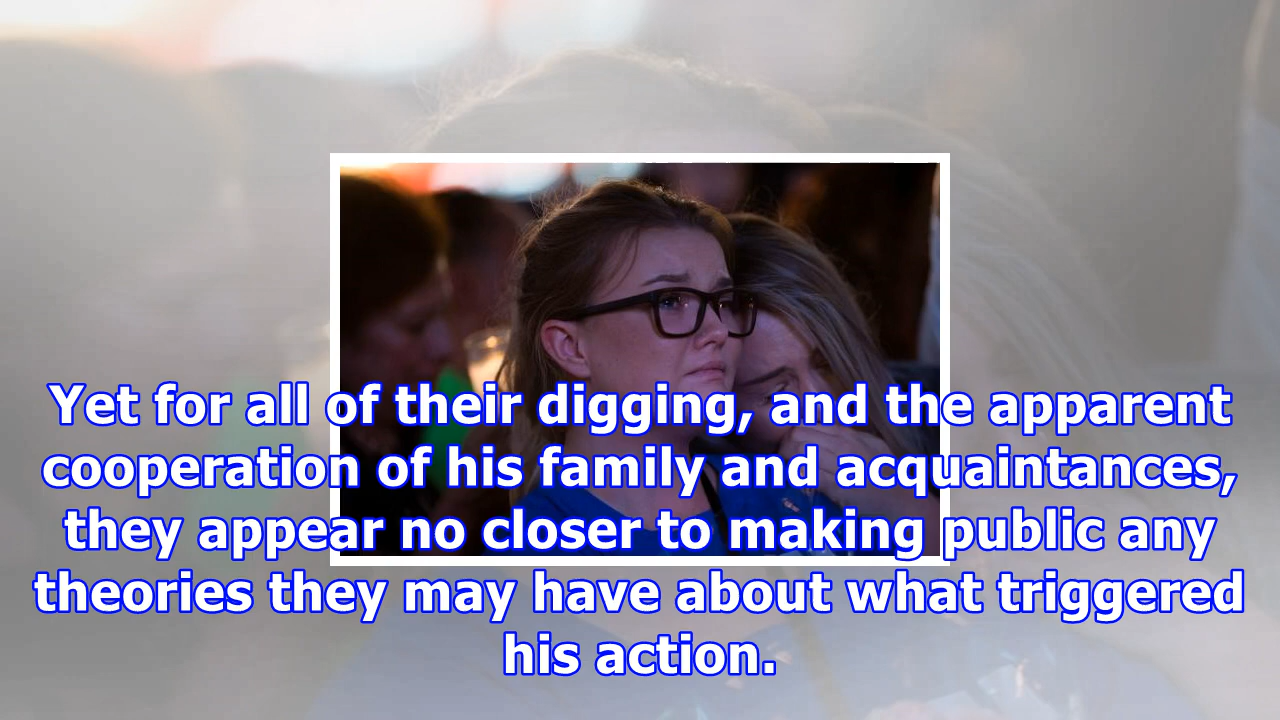 Yet for all of their digging, and the apparent
cooperation of his family and acquaintances,
they appear no closer to making public any
theories they may have about what triggered
his action.